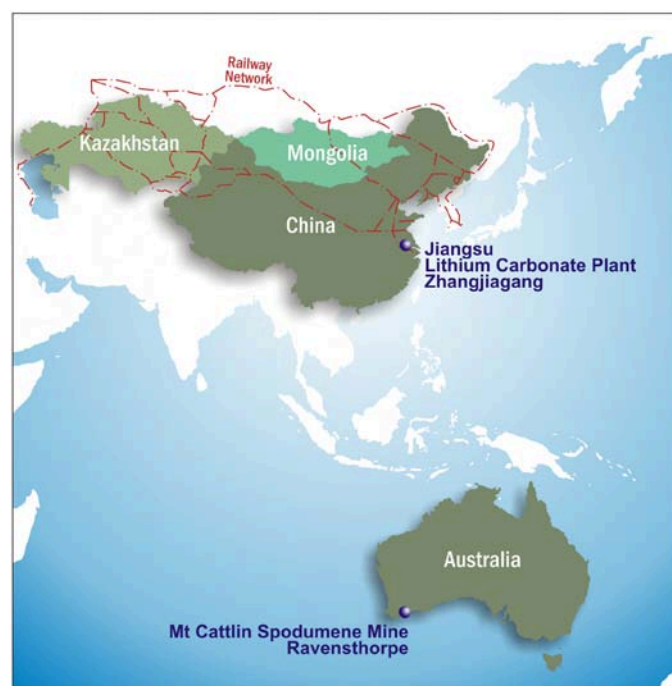 Railway
Network
Kazakhstan
Mongolia
China
Jiangsu
Lithium Carbonate Plant
Zhangjiagang
Australia
Mt Cattlin Spodumene Mine
Ravensthorpe